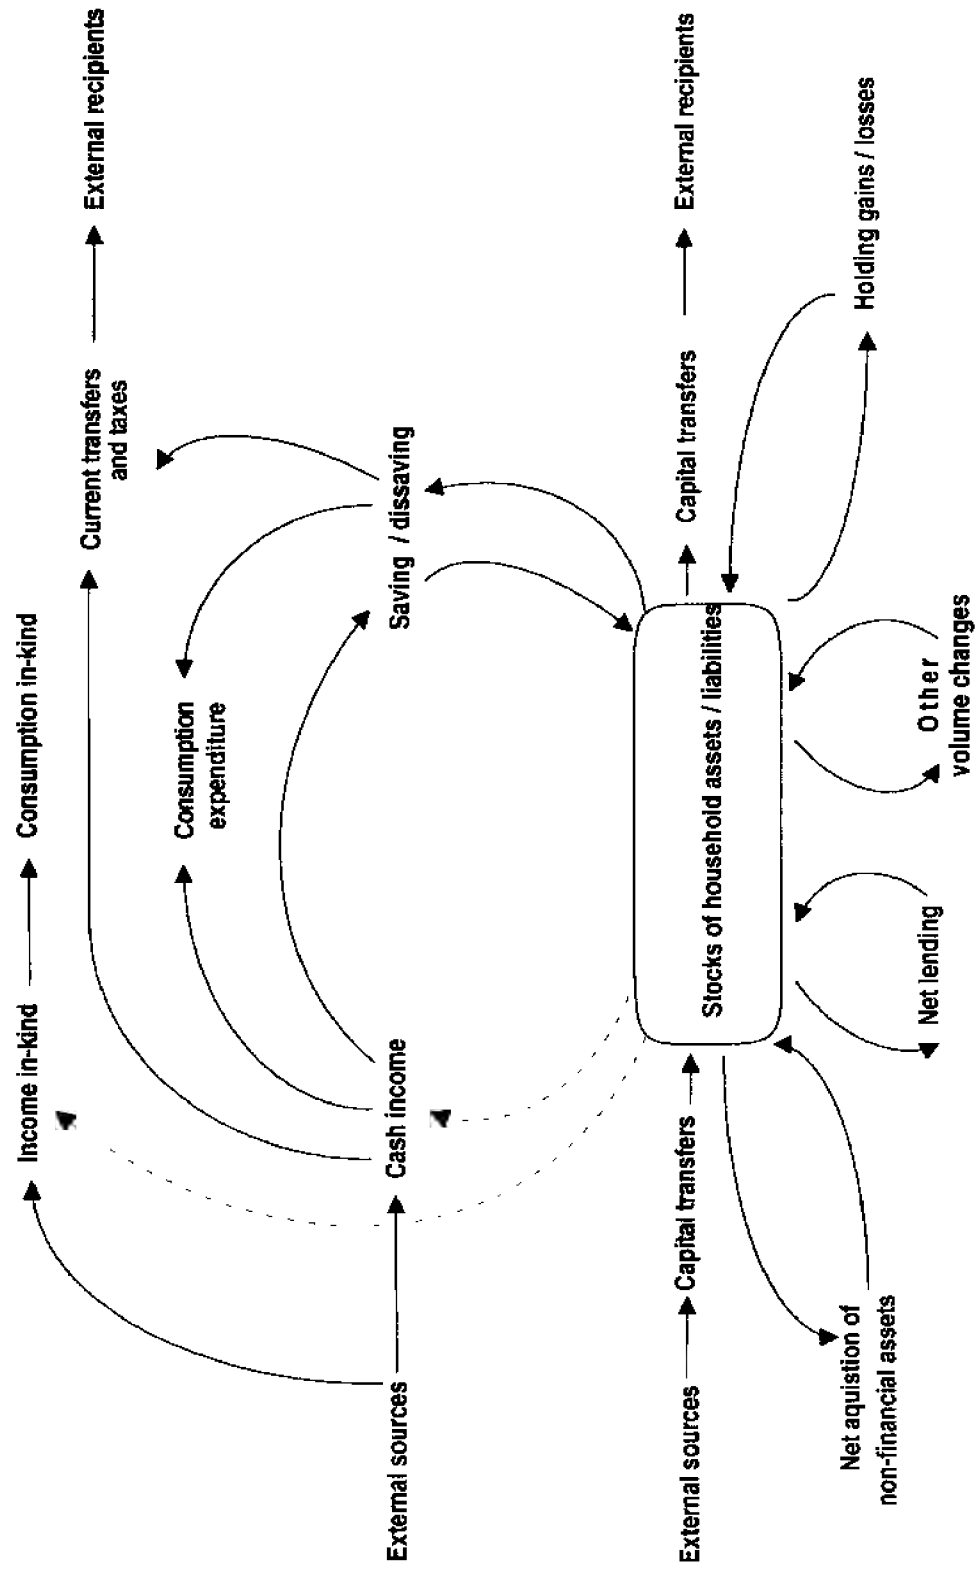 Income in-kind
Consumption in-kind
Current transfers
and taxes
External recipients
Consumption
expenditure
External sources
Cash income
Saving / dissaving
External sources
Capital transfers
Stocks of household assets / liabilities
Capital transfers
External recipients
Net aquistion of
non-financial assets
Net lending
Other
volume changes
Holding gains / losses